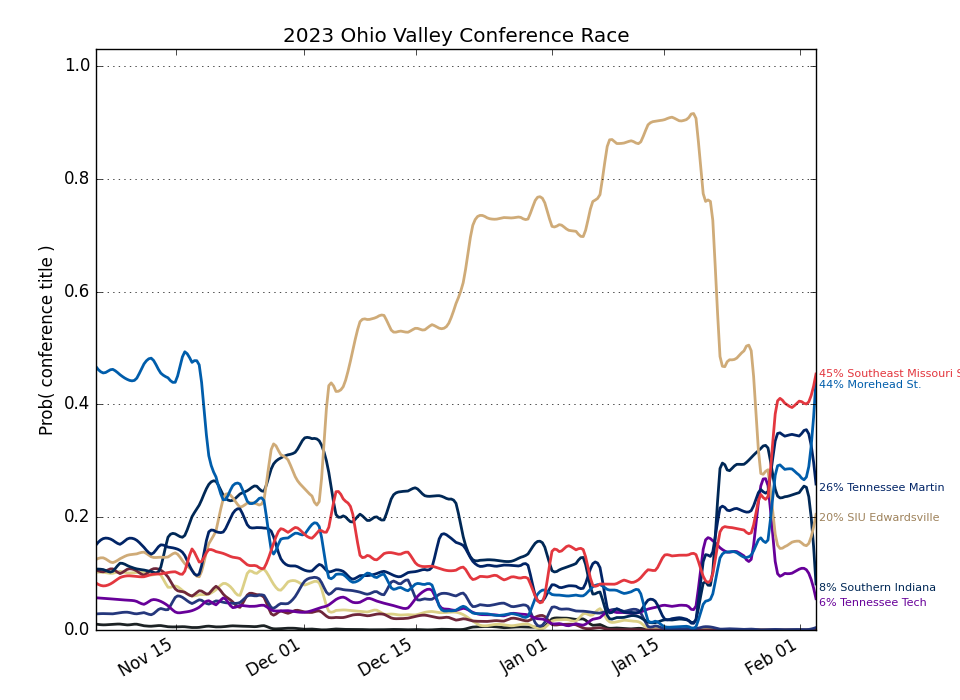 2023 Ohio Valley Conference Race
Prob( conference title )
1.0
0.8
0.6
0.4
0.2
0.0
Nov 15
Dec 01
Dec 15
Jan 01
Jan 15
Feb 01
45% Southeast Missouri S
44% Morehead St.
26% Tennessee Martin
20% SIU Edwardsville
8% Southern Indiana
6% Tennessee Tech